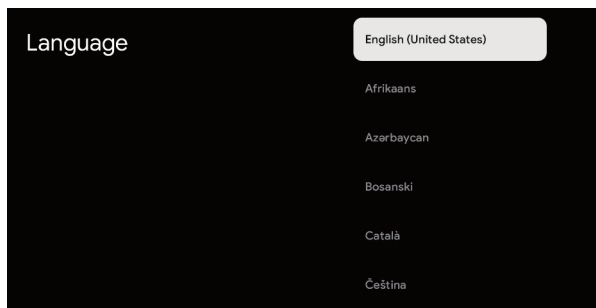 Language
English (United States)
Afrikaans
Azərbaycan
Bosanski
Català
Čeština